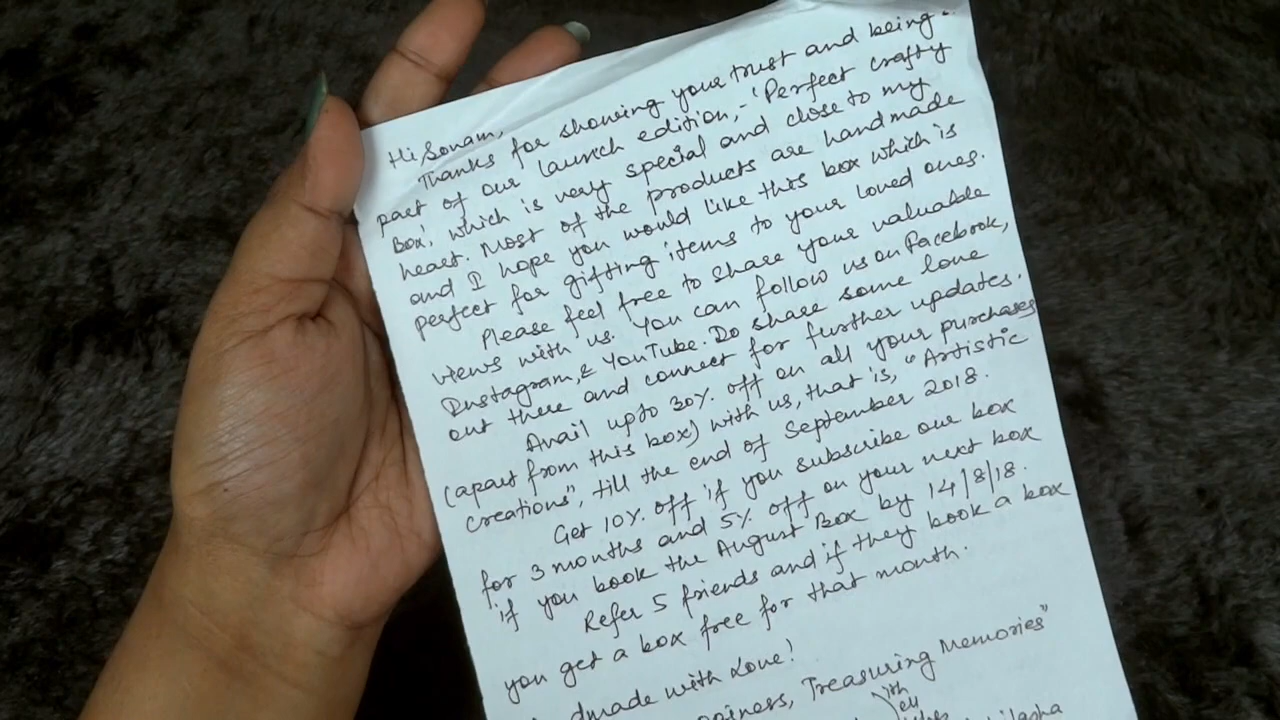 Hi Sonam,
Thanks for showing your trust and being
part of our launch edition, - 'Perfect crafty
Box', which is very special and close to my
heart. Most of the products are handmade
and I hope you would like this box which is
perfect for gifting items to your loved ones.
Please feel free to share your valuable
views with us. You can follow us on Facebook,
Instagram, & YouTube. Do share some love
out there and connect for further updates.
Avail upto 30% off on all your purchases
(apart from this box) with us, that is, "Artistic
Creations", till the end of September 2018.
Get 10% off if you subscribe our box
for 3 months and 5% off on your next box
if you book the August Box by 14/8/18.
Refer 5 friends and if they book a box
you get a box free for that month.
with Love!
Treasuring Memories"